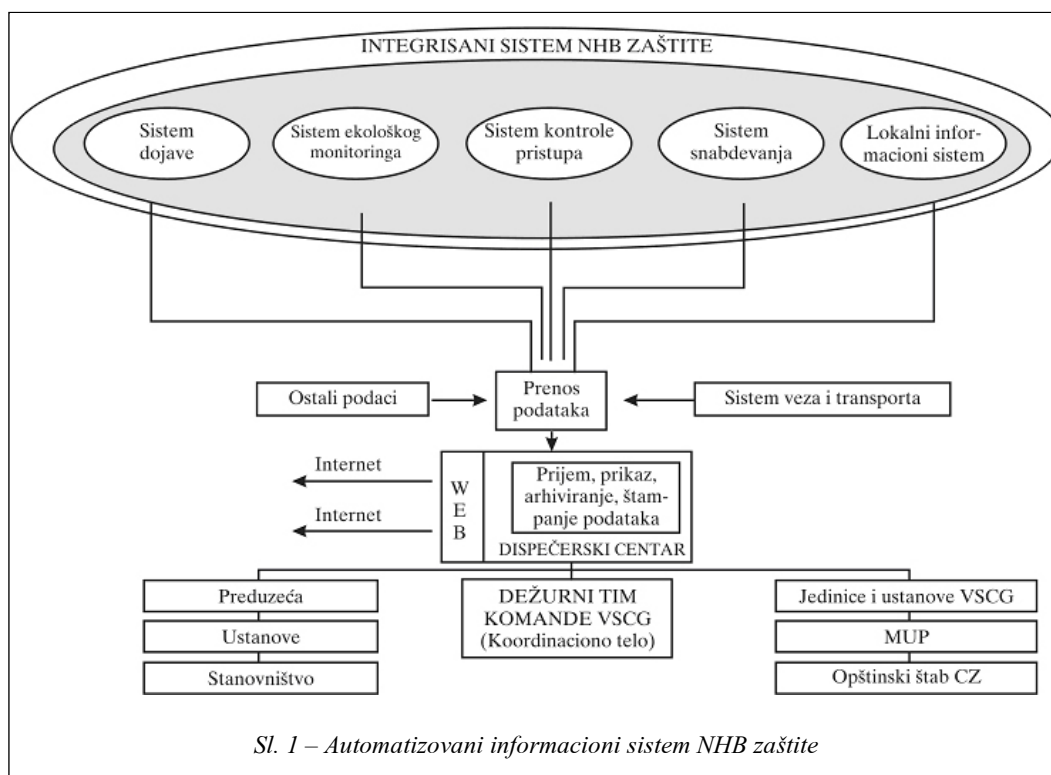 INTEGRISANI SISTEM NHB ZAŠTITE
Sistem
dojave
Sistem ekološkog
monitoringa
Sistem kontrole
pristupa
Sistem
snabdevanja
Lokalni infor-
macioni sistem
Ostali podaci
Prenos
podataka
Sistem veza i transporta
Internet
Internet
W
E
B
Prijem, prikaz,
arhiviranje, štam-
panje podataka
DISPEČERSKI CENTAR
Preduzeća
Ustanove
Stanovništvo
DEŽURNI TIM
KOMANDE VSCG
(Koordinaciono telo)
Jedinice i ustanove VSCG
MUP
Opštinski štab CZ
Sl. 1 – Automatizovani informacioni sistem NHB zaštite